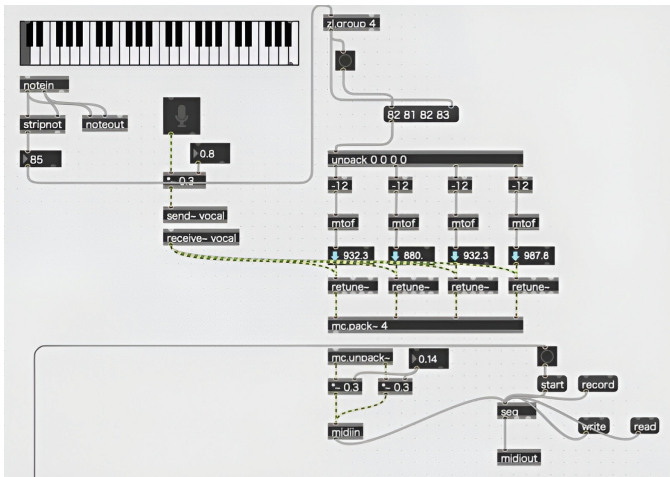 zl.group 4
notein
82 81 82 83
stripnot
noteout
0.8
85
unpack 0 0 0 0
*~ 0.3
-12
-12
-12
-12
send~ vocal
mtof
mtof
mtof
mtof
receive~ vocal
932.3
880.
932.3
987.8
retune~
retune~
retune~
retune~
mc.pack~ 4
mc.unpack~
0.14
*~ 0.3
*~ 0.3
start
record
seq
midiin
write
read
midiout